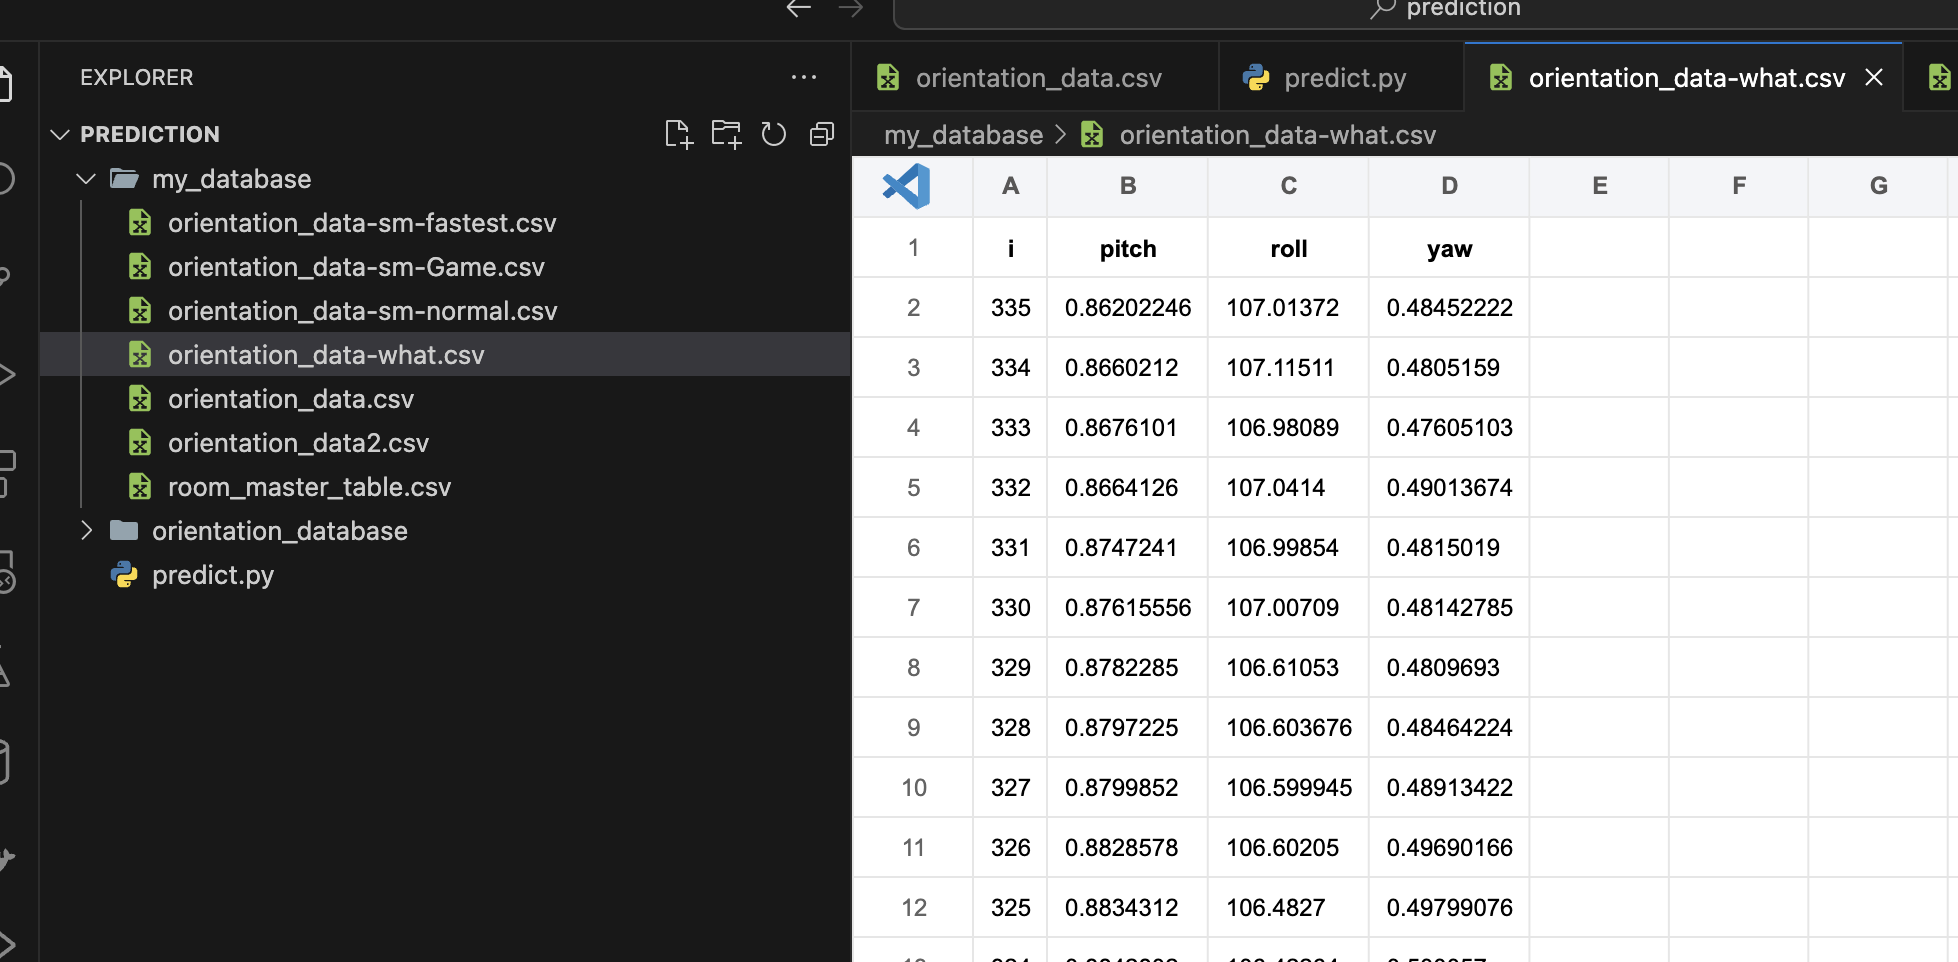 prediction
EXPLORER
PREDICTION
my_database
orientation_data-sm-fastest.csv
orientation_data-sm-Game.csv
orientation_data-sm-normal.csv
orientation_data-what.csv
orientation_data.csv
orientation_data2.csv
room_master_table.csv
orientation_database
predict.py
orientation_data.csv predict.py orientation_data-what.csv
my_database > orientation_data-what.csv
A B C D E F G
1 i pitch roll yaw
2 335 0.86202246 107.01372 0.48452222
3 334 0.8660212 107.11511 0.4805159
4 333 0.8676101 106.98089 0.47605103
5 332 0.8664126 107.0414 0.49013674
6 331 0.8747241 106.99854 0.4815019
7 330 0.87615556 107.00709 0.48142785
8 329 0.8782285 106.61053 0.4809693
9 328 0.8797225 106.603676 0.48464224
10 327 0.8799852 106.599945 0.48913422
11 326 0.8828578 106.60205 0.49690166
12 325 0.8834312 106.4827 0.49799076